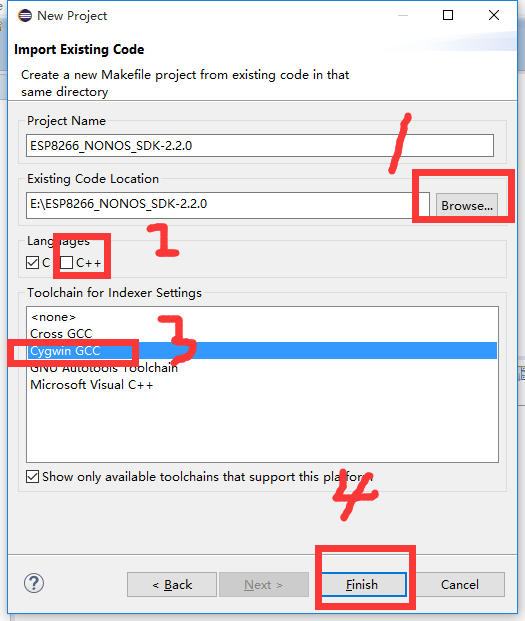 New Project
Import Existing Code
Create a new Makefile project from existing code in that
same directory
Project Name
1
ESP8266_NONOS_SDK-2.2.0
Existing Code Location
E:\ESP8266_NONOS_SDK-2.2.0
Browse...
Languages
C
C++
Toolchain for Indexer Settings
<none>
Cross GCC
3
Cygwin GCC
GNU Autotools Toolchain
Microsoft Visual C++
Show only available toolchains that support this platform
4
?
< Back
Next >
Finish
Cancel